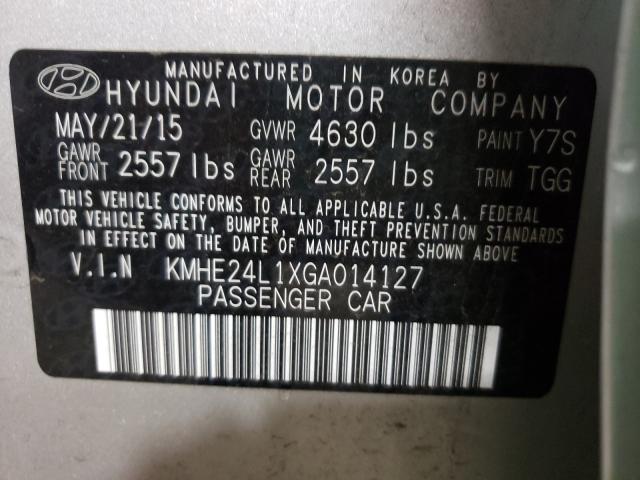 MANUFACTURED IN KOREA BY
HYUNDAI MOTOR COMPANY
MAY/21/15 GVWR 4630 lbs PAINT Y7S
GAWR FRONT 2557 lbs GAWR REAR 2557 lbs TRIM TGG
THIS VEHICLE CONFORMS TO ALL APPLICABLE U.S.A. FEDERAL
MOTOR VEHICLE SAFETY, BUMPER, AND THEFT PREVENTION STANDARDS
IN EFFECT ON THE DATE OF MANUFACTURE SHOWN ABOVE
V.I.N KMHE24L1XGA014127
PASSENGER CAR